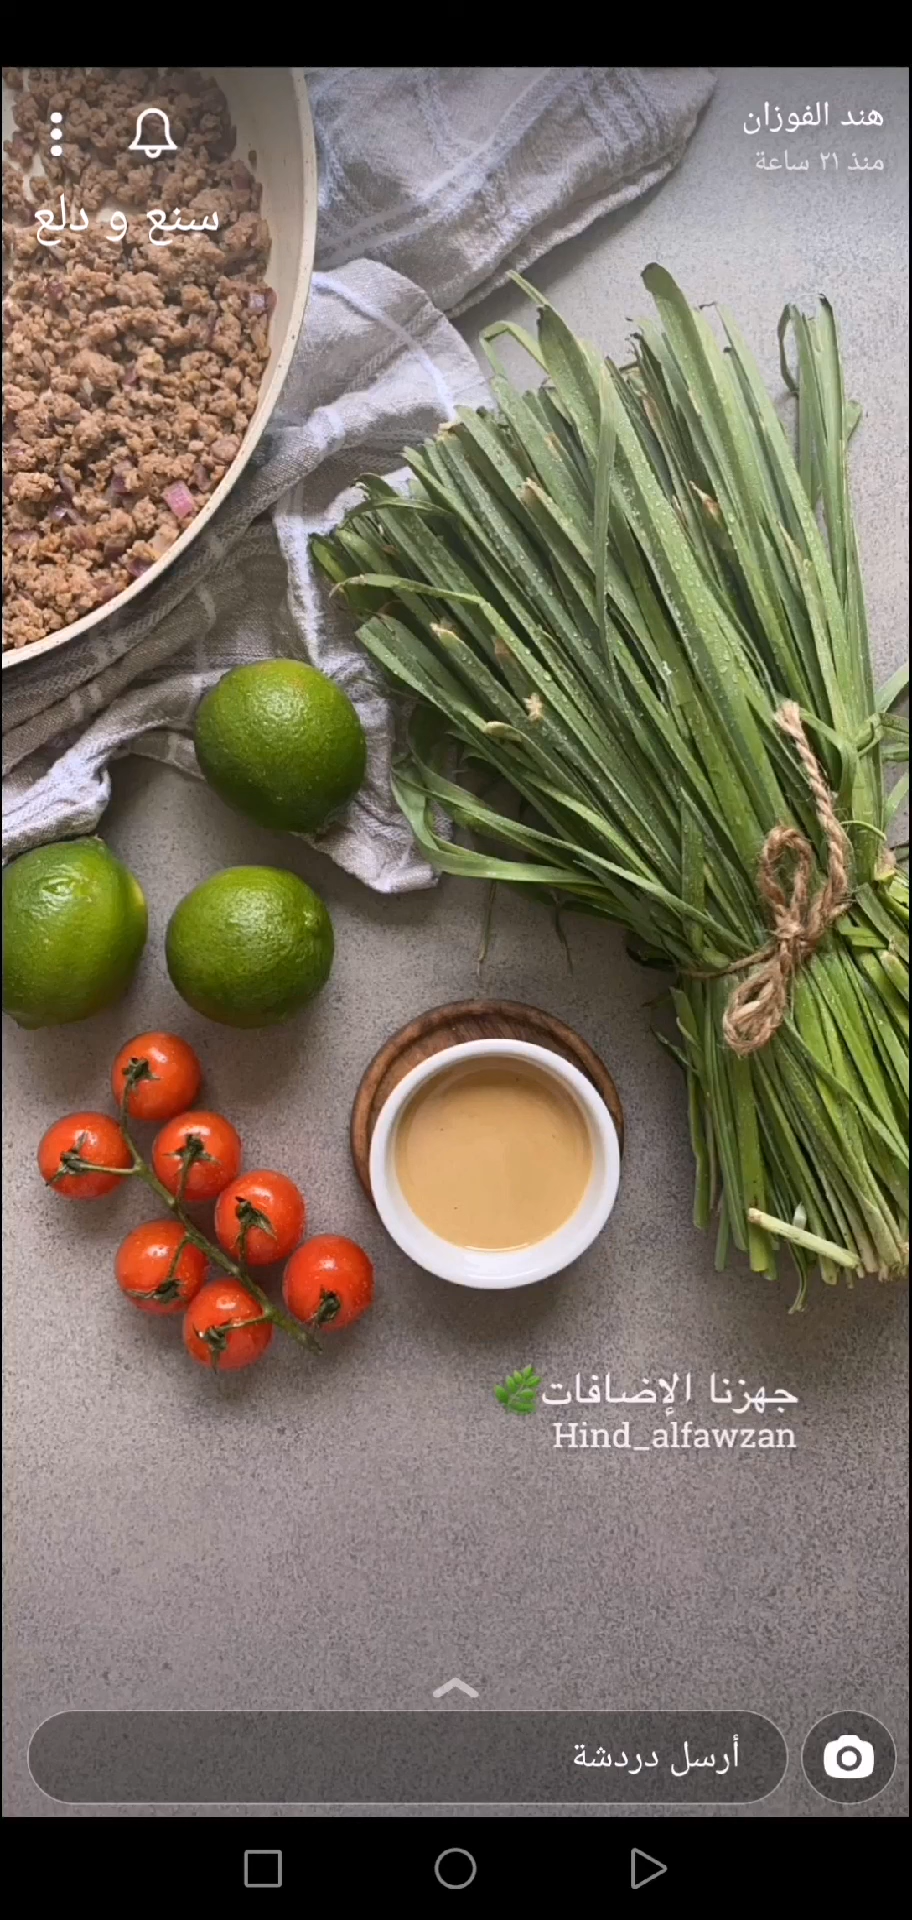 هند الفوزان
منذ ٢١ ساعة
سنع و دلع
جهزنا الإضافات🌿
Hind_alfawzan
أرسل دردشة